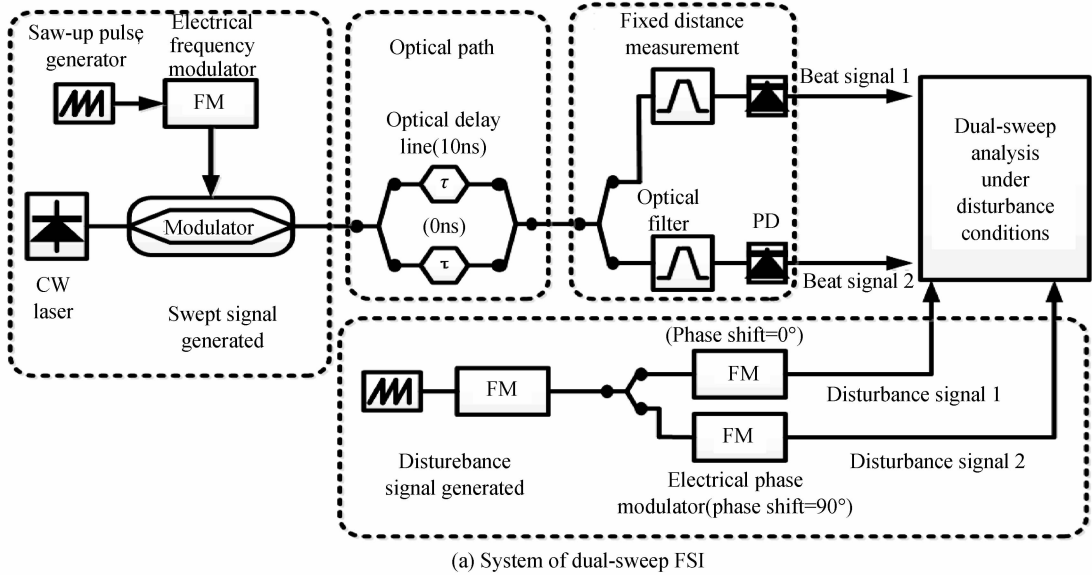 Saw-up pulse
generator
Electrical
frequency
modulator
FM
Modulator
CW
laser
Swept signal
generated
Optical path
Optical delay
line(10ns)
τ
(0ns)
τ
Fixed distance
measurement
Optical
filter
PD
Beat signal 1
Beat signal 2
Dual-sweep
analysis
under
disturbance
conditions
(Phase shift=0°)
FM
FM
FM
Disturbance signal 1
Disturbance signal 2
Disturebance
signal generated
Electrical phase
modulator(phase shift=90°)
(a) System of dual-sweep FSI